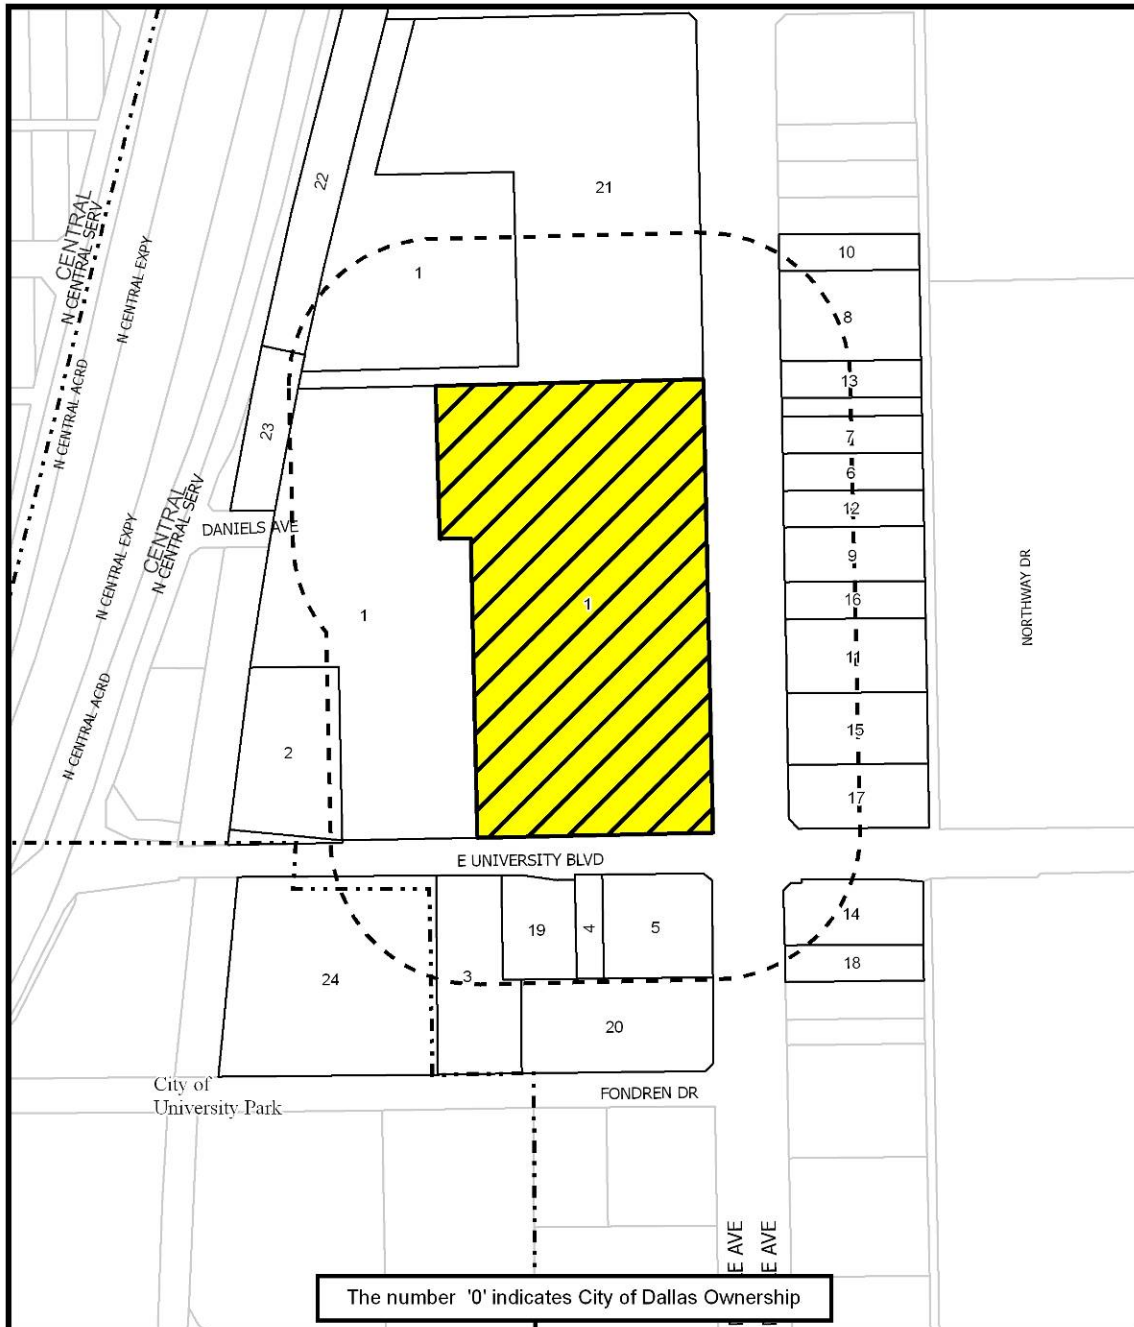 22
21
CENTRAL
N CENTRAL SERV
N CENTRAL EXPY
10
1
8
13
N CENTRAL ACRD
23
7
6
CENTRAL
N CENTRAL SERV
12
DANIELS AVE
9
N CENTRAL EXPY
16
1
1
NORTHWAY DR
11
N CENTRAL ACRD
15
2
17
E UNIVERSITY BLVD
14
19
4
5
18
3
24
20
City of
University Park
FONDREN DR
E AVE
E AVE
The number '0' indicates City of Dallas Ownership